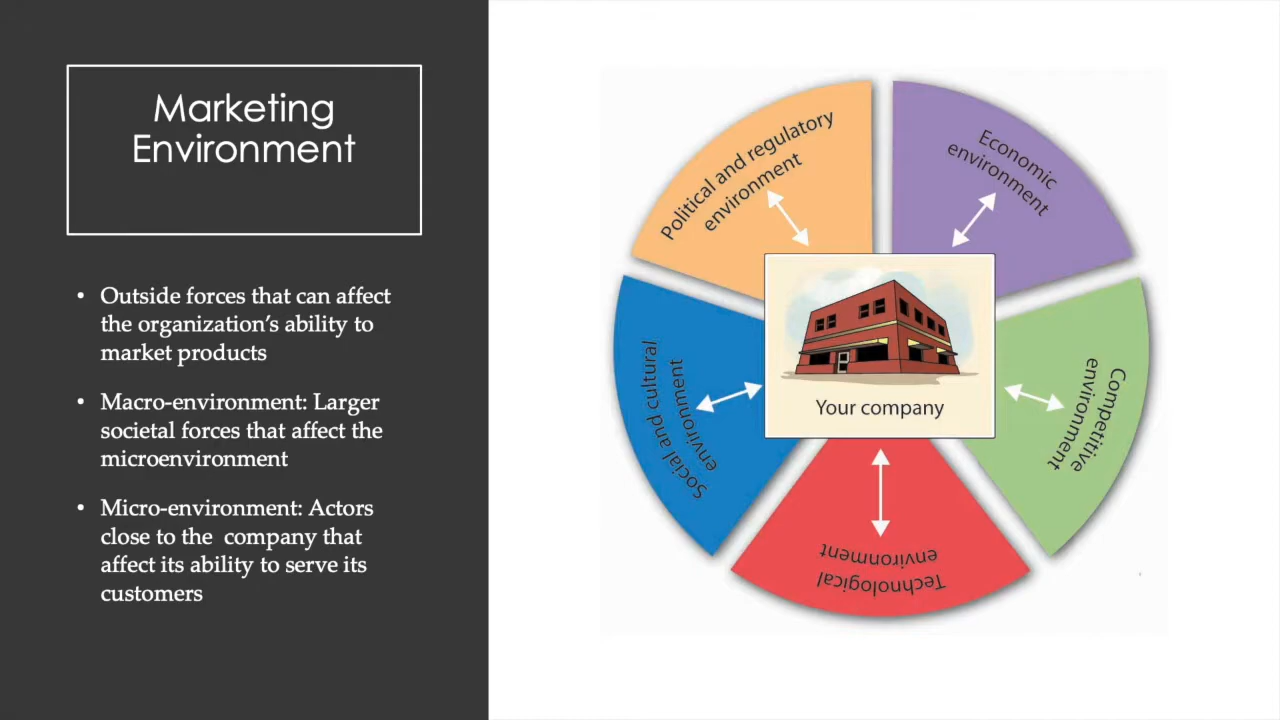 Marketing
Environment
• Outside forces that can affect
the organization's ability to
market products
• Macro-environment: Larger
societal forces that affect the
microenvironment
• Micro-environment: Actors
close to the company that
affect its ability to serve its
customers
Political and regulatory
environment
Economic
environment
Competitive
environment
Technological
environment
Social and cultural
environment
Your company